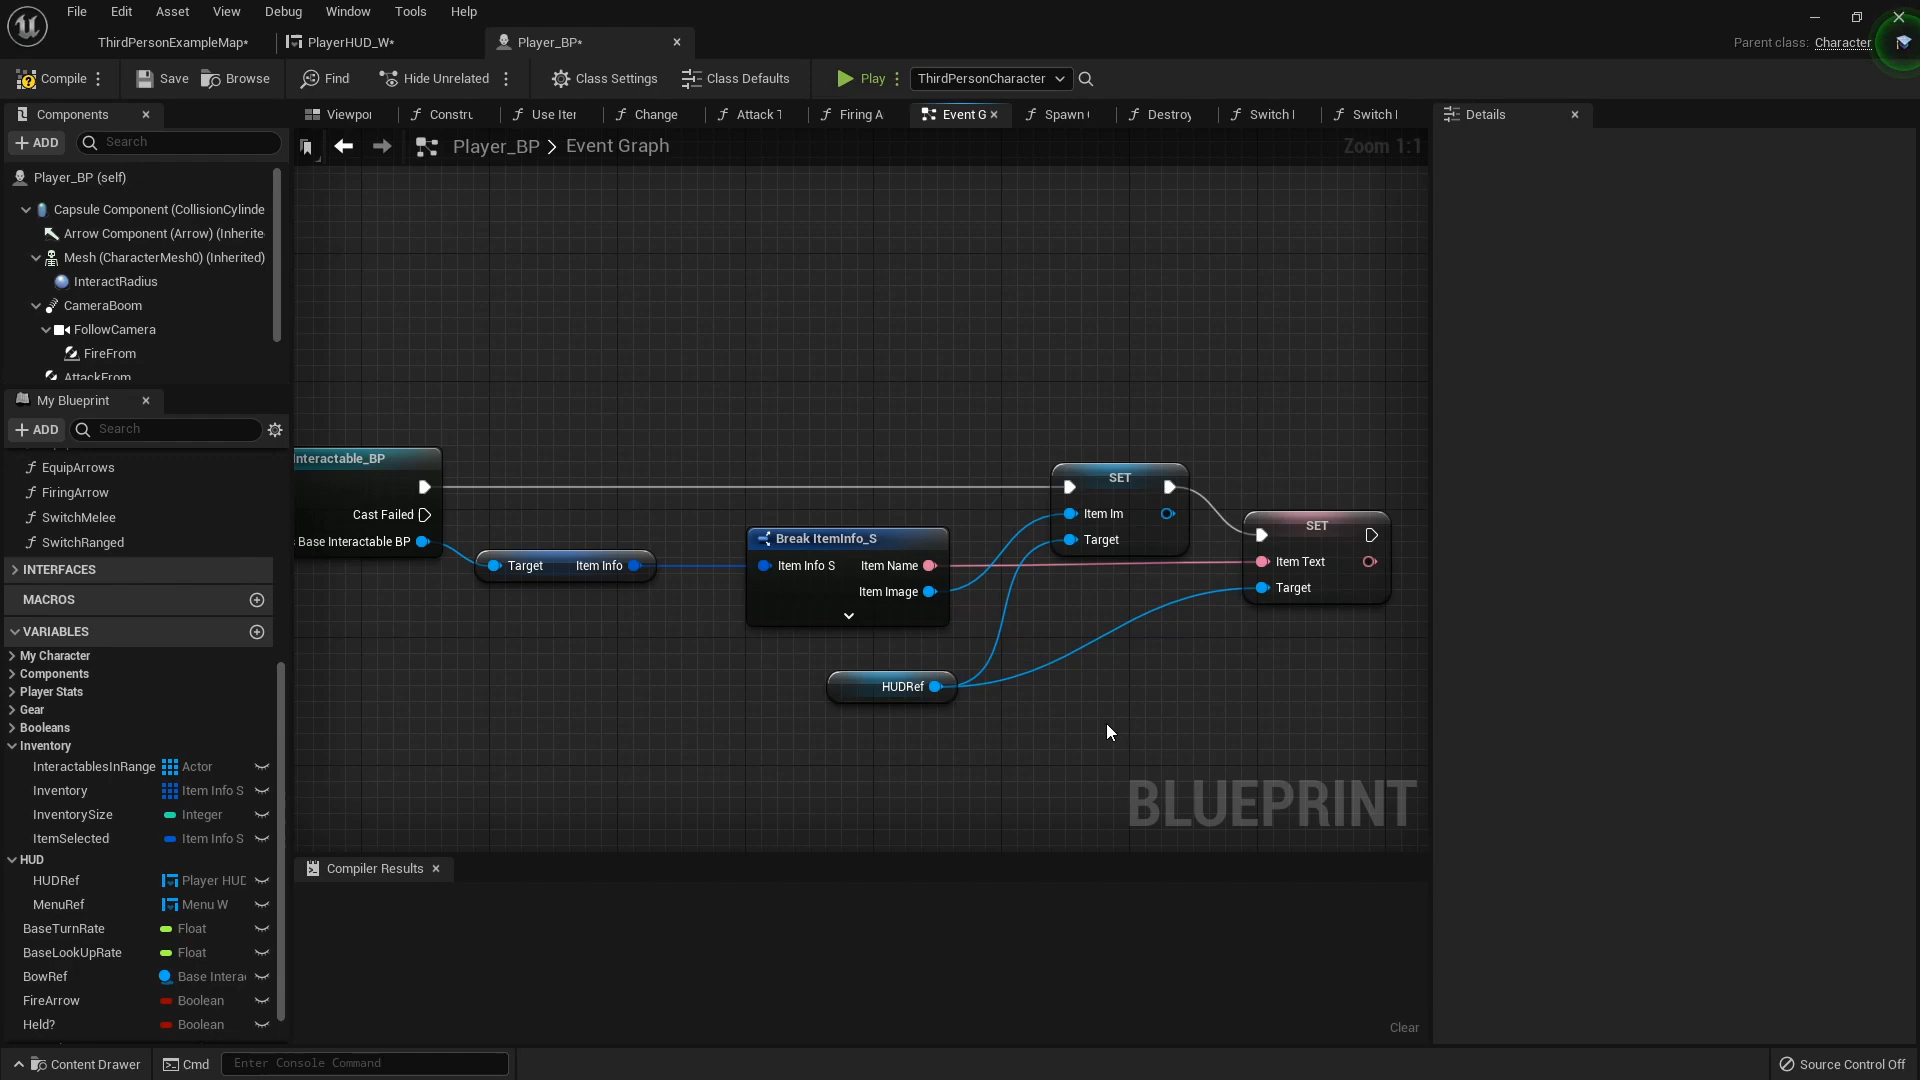 File Edit Asset View Debug Window Tools Help
ThirdPersonExampleMap* PlayerHUD_W* Player_BP*
Parent class: Character
Compile Save Browse Find Hide Unrelated Class Settings Class Defaults Play ThirdPersonCharacter
Components
Viewpor Constru Use Iter Change Attack T Firing A Event G Spawn Destroy Switch I Switch I
Details
ADD Search
Player_BP > Event Graph
Zoom 1:1
Player_BP (self)
Capsule Component (CollisionCylinde
Arrow Component (Arrow) (Inherite
Mesh (CharacterMesh0) (Inherited)
InteractRadius
CameraBoom
FollowCamera
FireFrom
AttackFrom
My Blueprint
ADD Search
EquipArrows
FiringArrow
SwitchMelee
SwitchRanged
INTERFACES
MACROS
VARIABLES
My Character
Components
Player Stats
Gear
Booleans
Inventory
InteractablesInRange Actor
Inventory Item Info S
InventorySize Integer
ItemSelected Item Info S
HUD
HUDRef Player HUD
MenuRef Menu W
BaseTurnRate Float
BaseLookUpRate Float
BowRef Base Interac
FireArrow Boolean
Held? Boolean
Interactable_BP
Cast Failed
s Base Interactable BP
Target Item Info
Break ItemInfo_S
Item Info S Item Name
Item Image
HUDRef
SET
Item Im
Target
SET
Item Text
Target
BLUEPRINT
Compiler Results
Clear
Content Drawer Cmd Enter Console Command
Source Control Off